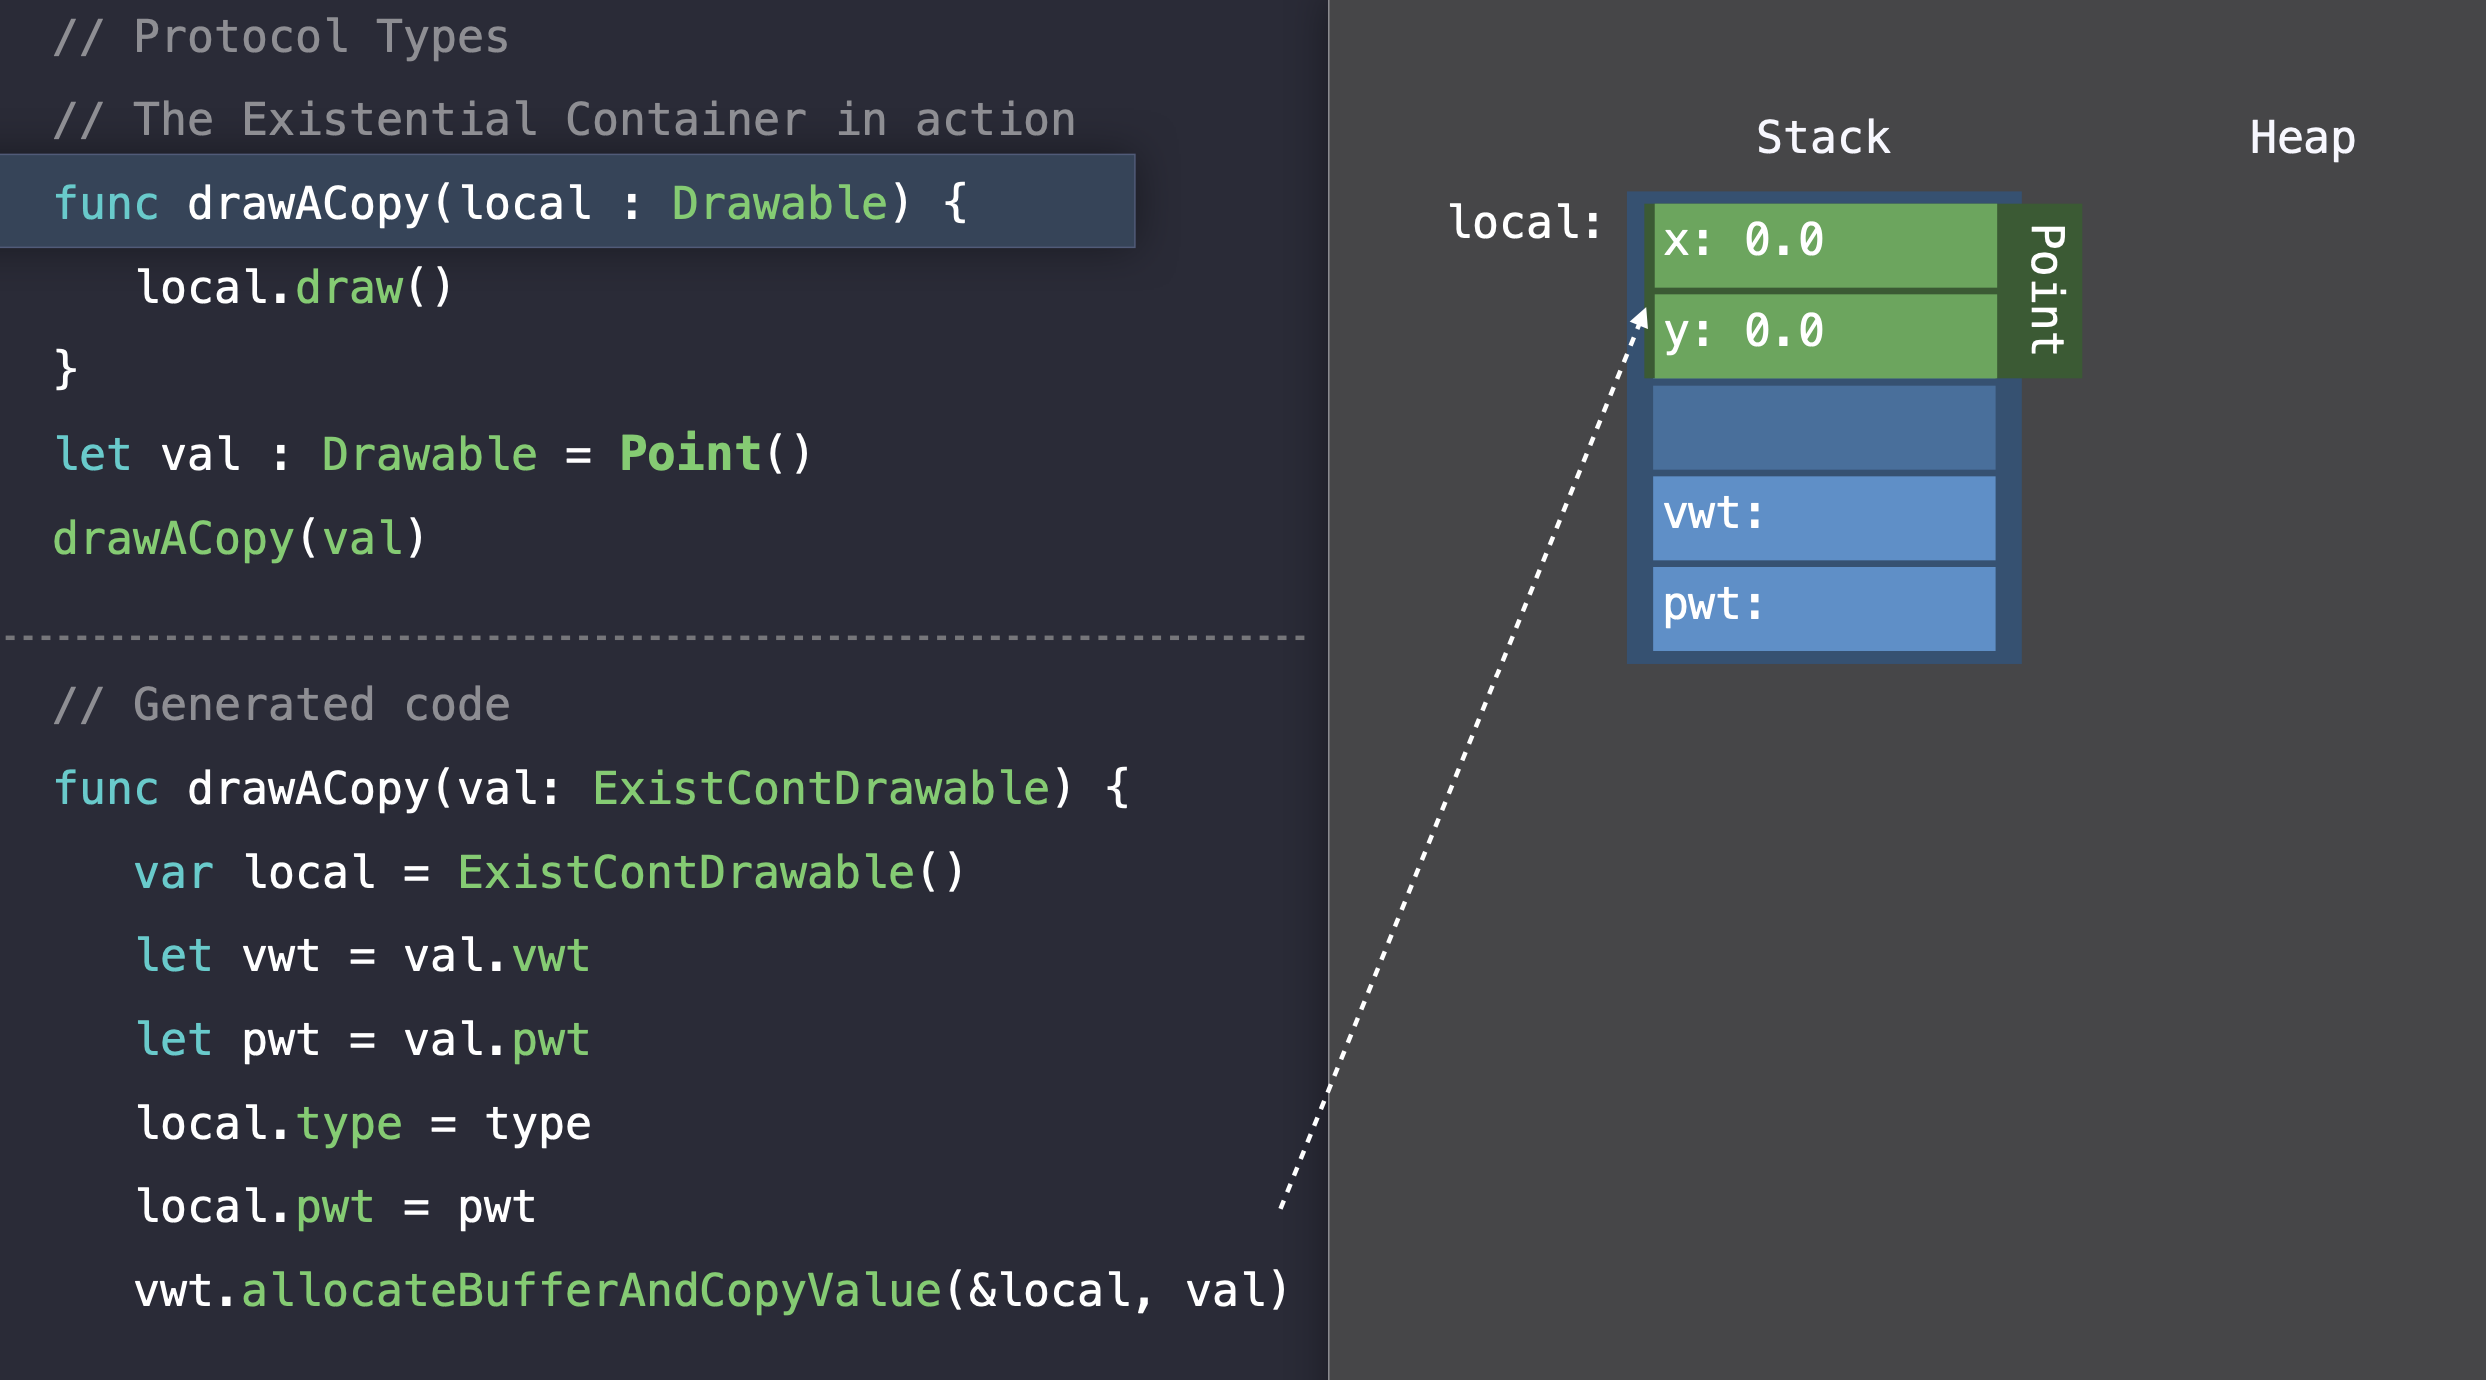 // Protocol Types
// The Existential Container in action
func drawACopy(local : Drawable) {
local.draw()
}
let val : Drawable = Point()
drawACopy(val)
// Generated code
func drawACopy(val: ExistContDrawable) {
var local = ExistContDrawable()
let vwt = val.vwt
let pwt = val.pwt
local.type = type
local.pwt = pwt
vwt.allocateBufferAndCopyValue(&local, val)
Stack
Heap
local:
x: 0.0
y: 0.0
Point
vwt:
pwt: